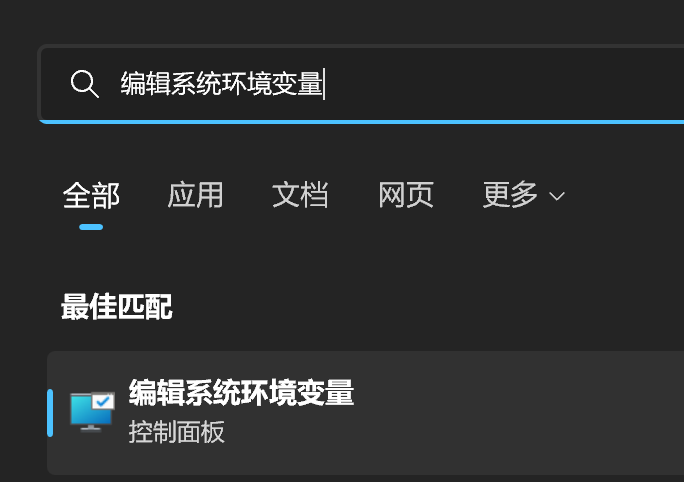 编辑系统环境变量
全部 应用 文档 网页 更多
最佳匹配
编辑系统环境变量
控制面板